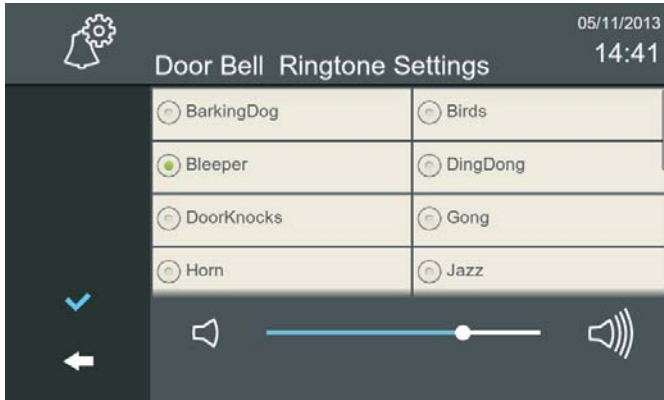 05/11/2013
Door Bell  Ringtone Settings
14:41
BarkingDog
Birds
Bleeper
DingDong
DoorKnocks
Gong
Horn
Jazz